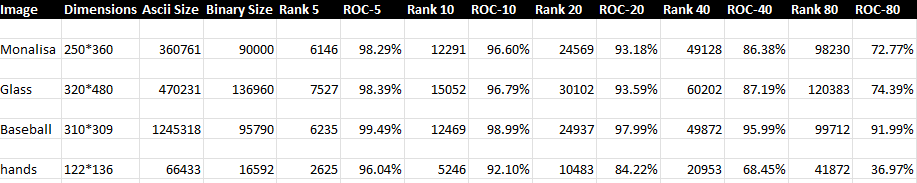 Image Dimensions Ascii Size Binary Size Rank 5 ROC-5 Rank 10 ROC-10 Rank 20 ROC-20 Rank 40 ROC-40 Rank 80 ROC-80
Monalisa 250*360 360761 90000 6146 98.29% 12291 96.60% 24569 93.18% 49128 86.38% 98230 72.77%
Glass 320*480 470231 136960 7527 98.39% 15052 96.79% 30102 93.59% 60202 87.19% 120383 74.39%
Baseball 310*309 1245318 95790 6235 99.49% 12469 98.99% 24937 97.99% 49872 95.99% 99712 91.99%
hands 122*136 66433 16592 2625 96.04% 5246 92.10% 10483 84.22% 20953 68.45% 41872 36.97%